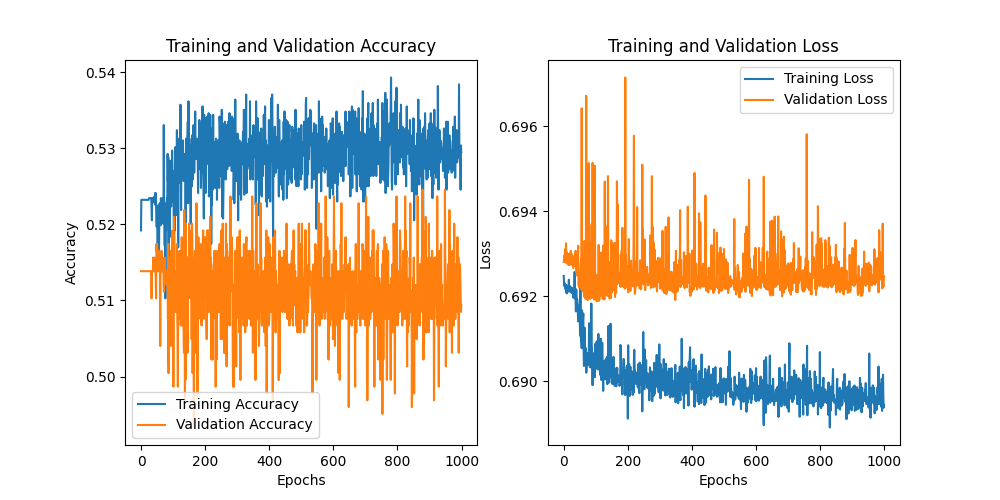 Training and Validation Accuracy
0.54
0.53
0.52
0.51
0.50
Accuracy
Training Accuracy
Validation Accuracy
0 200 400 600 800 1000
Epochs
Training and Validation Loss
0.696
0.694
0.692
0.690
Loss
Training Loss
Validation Loss
0 200 400 600 800 1000
Epochs